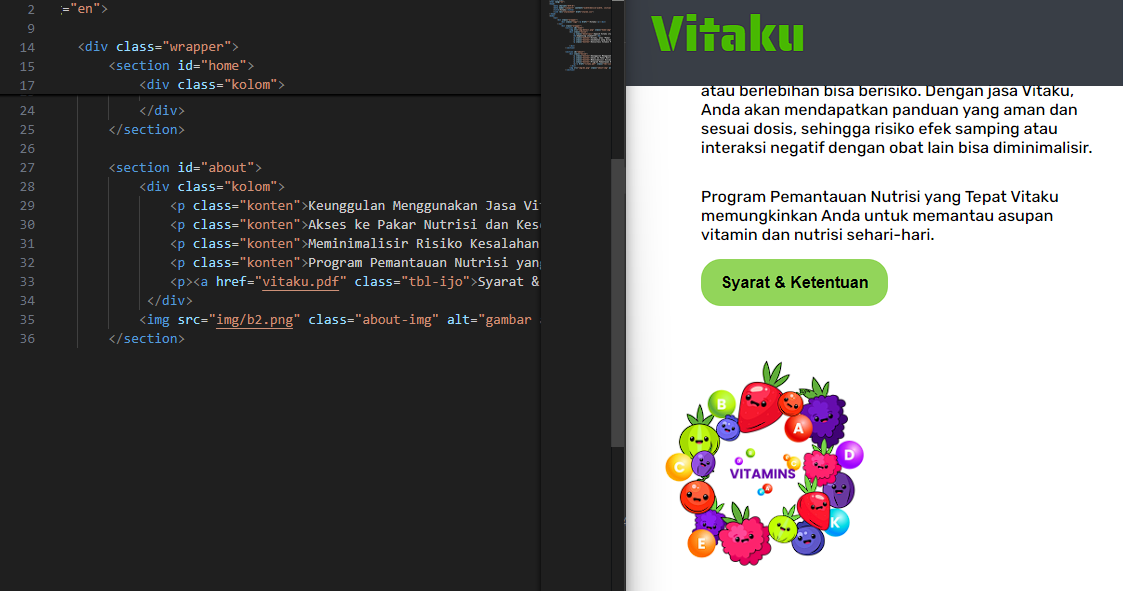 2 ="en">
9
14 <div class="wrapper">
15 <section id="home">
17 <div class="kolom">
24 </div>
25 </section>
26
27 <section id="about">
28 <div class="kolom">
29 <p class="konten">Keunggulan Menggunakan Jasa Vi
30 <p class="konten">Akses ke Pakar Nutrisi dan Kes
31 <p class="konten">Meminimalisir Risiko Kesalahan
32 <p class="konten">Program Pemantauan Nutrisi yan
33 <p><a href="vitaku.pdf" class="tbl-ijo">Syarat &
34 </div>
35 <img src="img/b2.png" class="about-img" alt="gambar
36 </section>
Vitaku
atau berlebihan bisa berisiko. Dengan jasa Vitaku,
Anda akan mendapatkan panduan yang aman dan
sesuai dosis, sehingga risiko efek samping atau
interaksi negatif dengan obat lain bisa diminimalisir.
Program Pemantauan Nutrisi yang Tepat Vitaku
memungkinkan Anda untuk memantau asupan
vitamin dan nutrisi sehari-hari.
Syarat & Ketentuan
B
A
D
C
VITAMINS
K
E